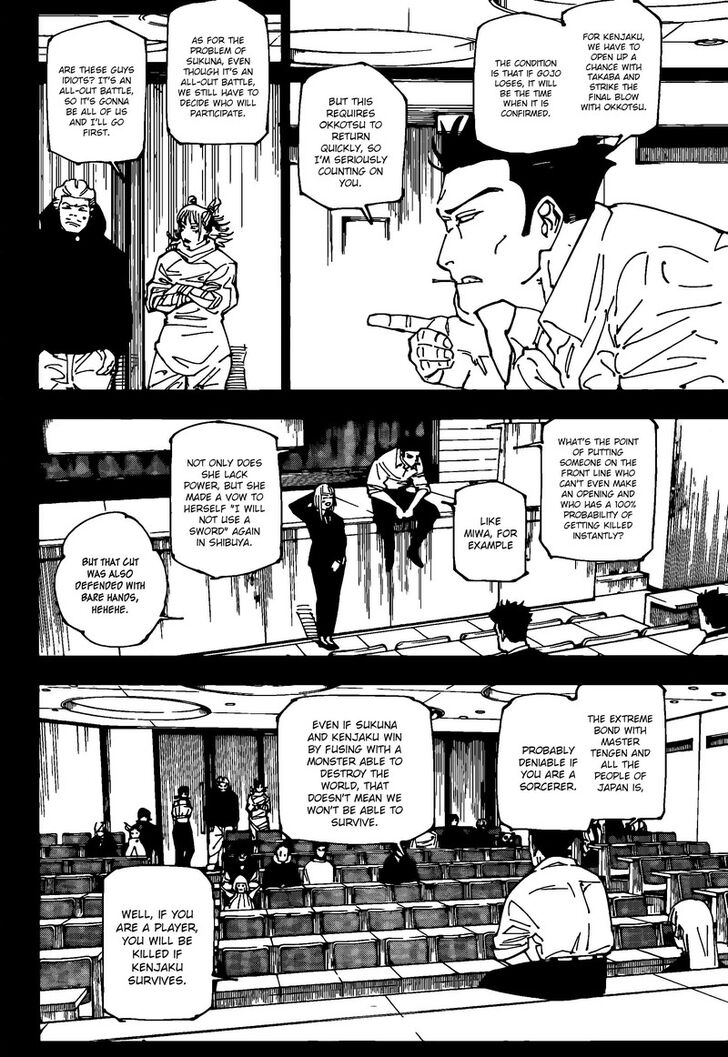 FOR KENJAKU,
WE HAVE TO
OPEN UP A
CHANCE WITH
TAKABA AND
STRIKE THE
FINAL BLOW
WITH OKKOTSU.
THE CONDITION
IS THAT IF GOJO
LOSES, IT WILL
BE THE TIME
WHEN IT IS
CONFIRMED.
BUT THIS
REQUIRES
OKKOTSU TO
RETURN
QUICKLY, SO
I'M SERIOUSLY
COUNTING ON
YOU.
AS FOR THE
PROBLEM OF
SUKUNA, EVEN
THOUGH IT'S AN
ALL-OUT BATTLE,
WE STILL HAVE
TO DECIDE WHO WILL
PARTICIPATE.
ARE THESE GUYS
IDIOTS? IT'S AN
ALL-OUT BATTLE,
SO IT'S GONNA
BE ALL OF US
AND I'LL GO
FIRST.
WHAT'S THE POINT
OF PUTTING
SOMEONE ON THE
FRONT LINE WHO
CAN'T EVEN MAKE
AN OPENING AND
WHO HAS A 100%
PROBABILITY OF
GETTING KILLED
INSTANTLY?
LIKE
MIWA, FOR
EXAMPLE
NOT ONLY DOES
SHE LACK
POWER, BUT SHE
MADE A VOW TO
HERSELF "I WILL
NOT USE A
SWORD" AGAIN
IN SHIBUYA.
BUT THAT CUT
WAS ALSO
DEFENDED WITH
BARE HANDS,
HEHEHE.
THE EXTREME
BOND WITH
MASTER
TENGEN AND
ALL THE
PEOPLE OF
JAPAN IS,
PROBABLY
DENIABLE IF
YOU ARE A
SORCERER.
EVEN IF SUKUNA
AND KENJAKU WIN
BY FUSING WITH A
MONSTER ABLE TO
DESTROY THE
WORLD, THAT
DOESN'T MEAN WE
WON'T BE ABLE TO
SURVIVE.
WELL, IF YOU
ARE A PLAYER,
YOU WILL BE
KILLED IF
KENJAKU
SURVIVES.